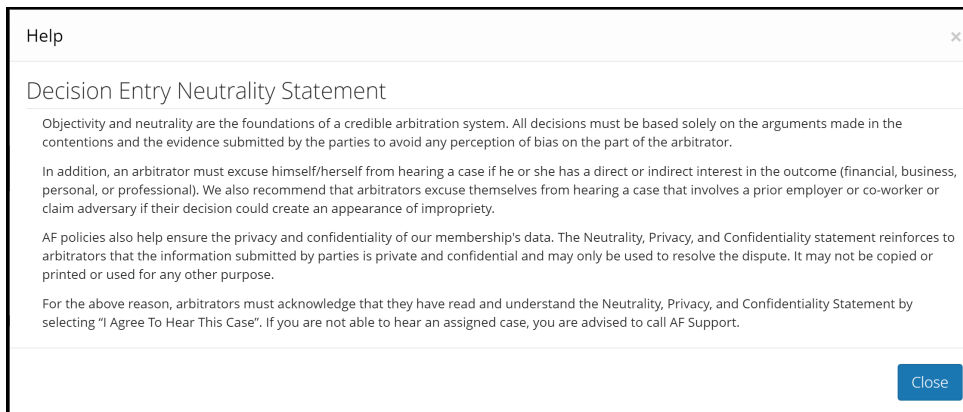 Help
×
Decision Entry Neutrality Statement
Objectivity and neutrality are the foundations of a credible arbitration system. All decisions must be based solely on the arguments made in the
contentions and the evidence submitted by the parties to avoid any perception of bias on the part of the arbitrator.
In addition, an arbitrator must excuse himself/herself from hearing a case if he or she has a direct or indirect interest in the outcome (financial, business,
personal, or professional). We also recommend that arbitrators excuse themselves from hearing a case that involves a prior employer or co-worker or
claim adversary if their decision could create an appearance of impropriety.
AF policies also help ensure the privacy and confidentiality of our membership's data. The Neutrality, Privacy, and Confidentiality statement reinforces to
arbitrators that the information submitted by parties is private and confidential and may only be used to resolve the dispute. It may not be copied or
printed or used for any other purpose.
For the above reason, arbitrators must acknowledge that they have read and understand the Neutrality, Privacy, and Confidentiality Statement by
selecting “I Agree To Hear This Case”. If you are not able to hear an assigned case, you are advised to call AF Support.
Close